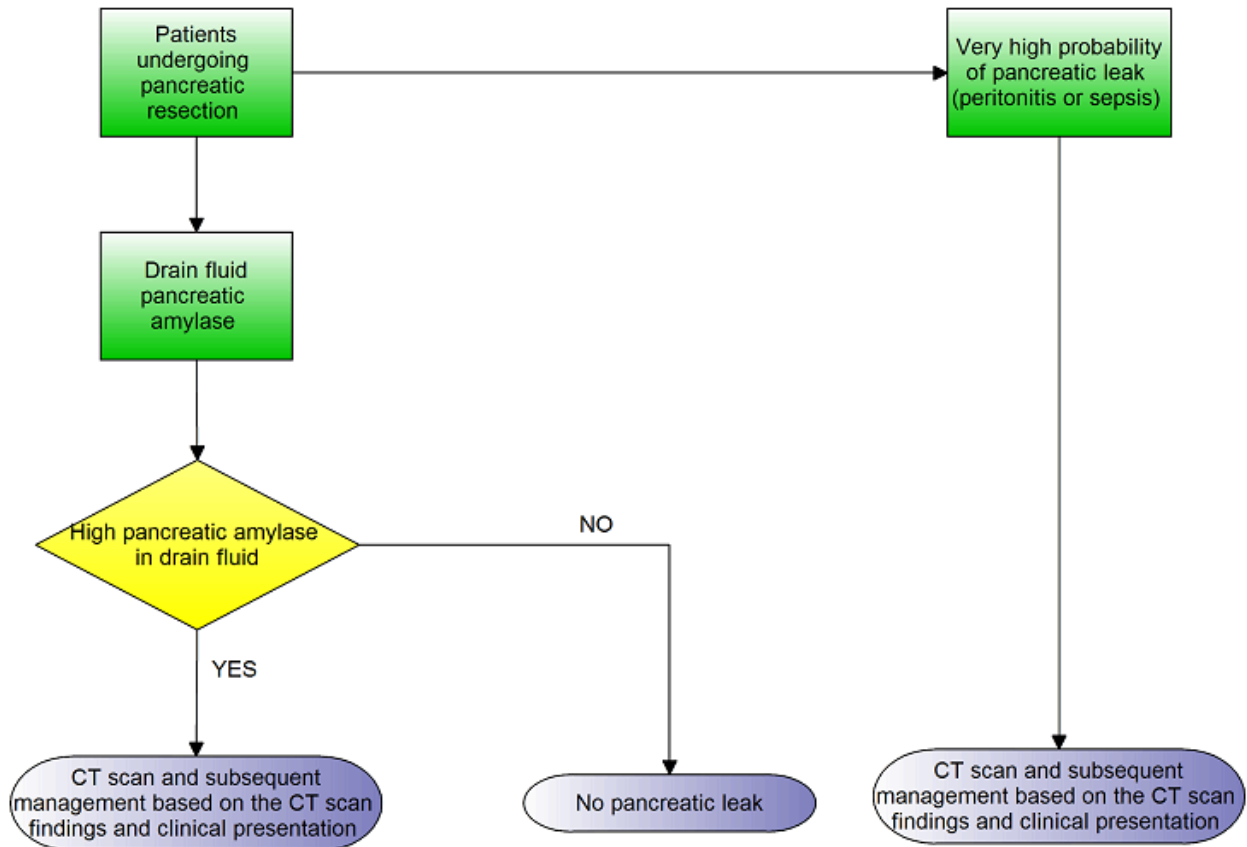 Patients
undergoing
pancreatic
resection
Very high probability
of pancreatic leak
(peritonitis or sepsis)
Drain fluid
pancreatic
amylase
High pancreatic amylase
in drain fluid
NO
YES
CT scan and subsequent
management based on the CT scan
findings and clinical presentation
No pancreatic leak
CT scan and subsequent
management based on the CT scan
findings and clinical presentation